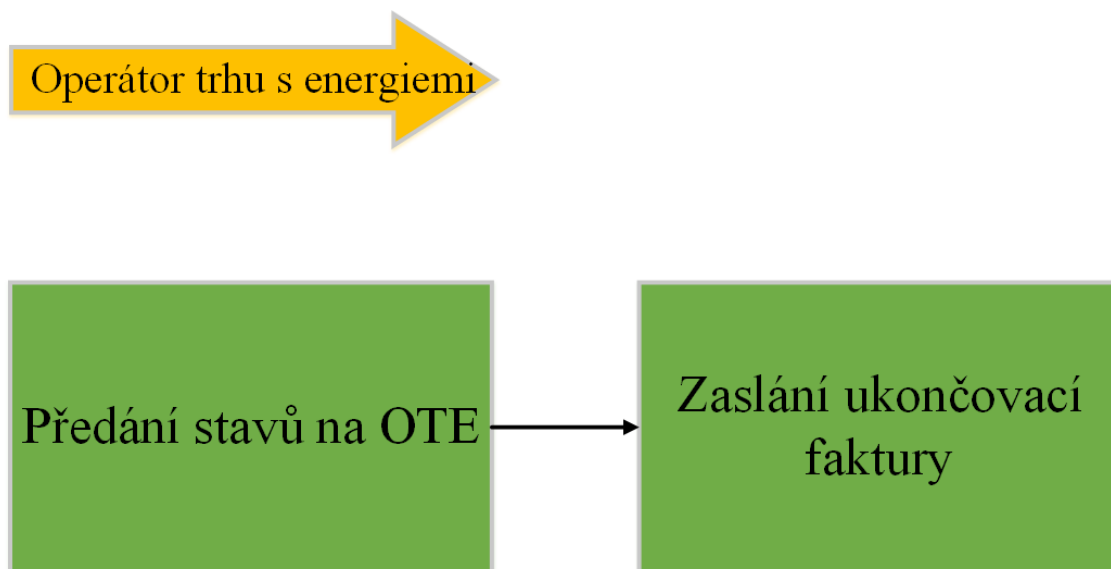 Operátor trhu s energiemi
Předání stavů na OTE
Zaslání ukončovací
faktury